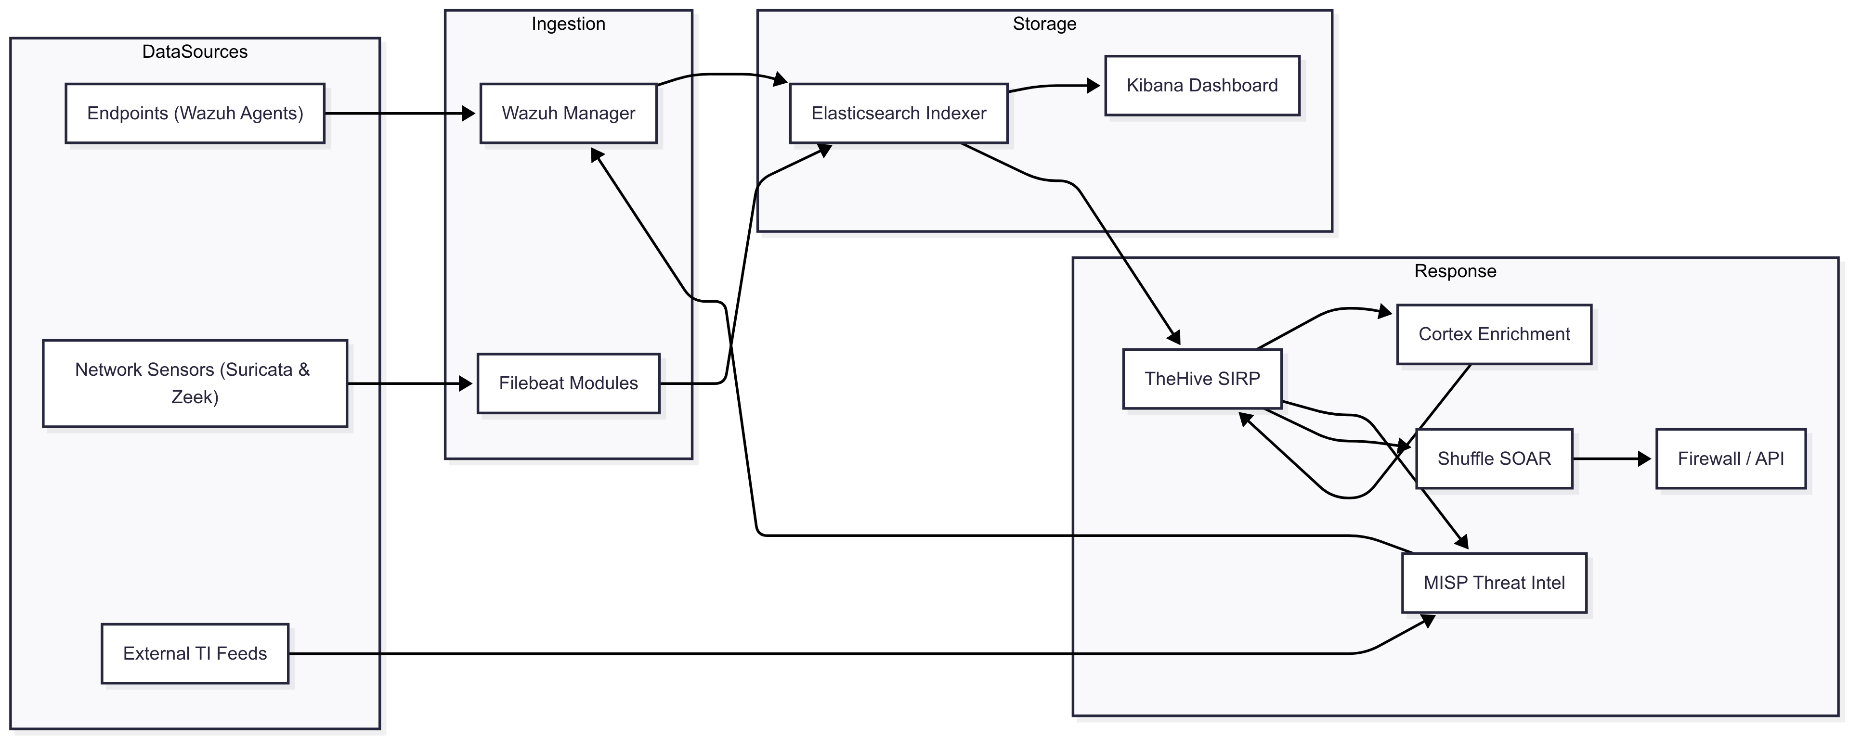 DataSources
Endpoints (Wazuh Agents)
Network Sensors (Suricata &
Zeek)
External TI Feeds
Ingestion
Wazuh Manager
Filebeat Modules
Storage
Elasticsearch Indexer
Kibana Dashboard
Response
TheHive SIRP
Cortex Enrichment
Shuffle SOAR
Firewall / API
MISP Threat Intel